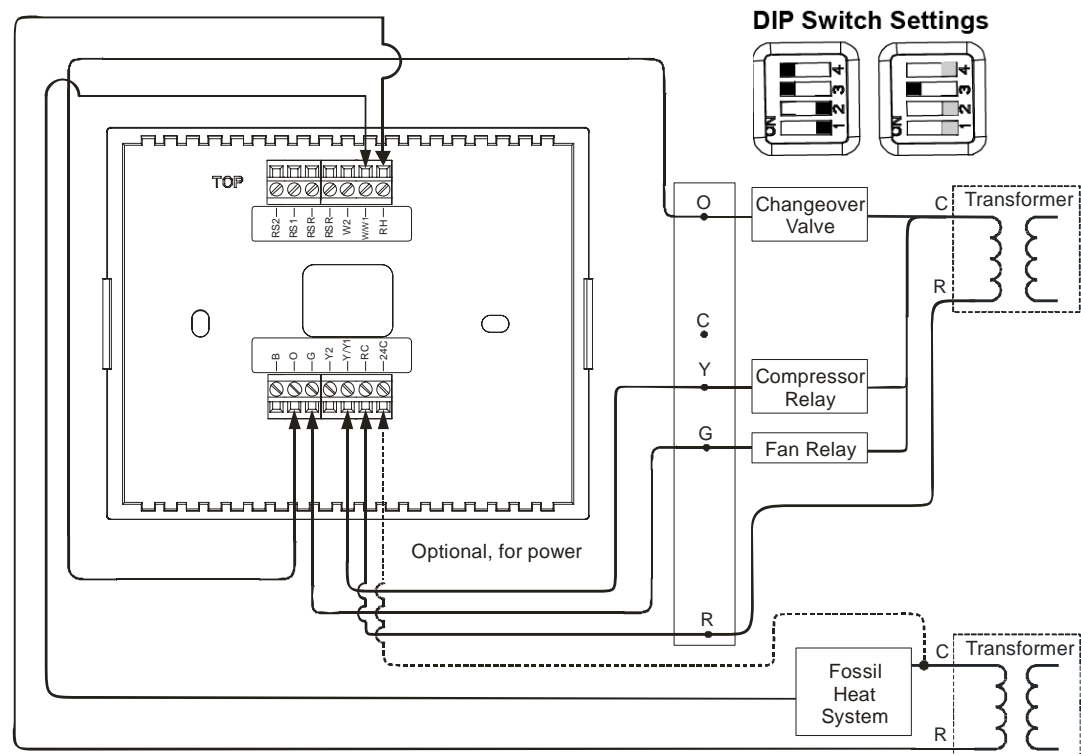 DIP Switch Settings
ON
1 2 3 4
ON
1 2 3 4
TOP
RS2
RS1
RSR
RSR
W2
W/W1
RH
B
O
G
Y2
Y/Y1
RC
24C
Optional, for power
O
C
Y
G
R
Changeover
Valve
Compressor
Relay
Fan Relay
C
Transformer
R
Fossil
Heat
System
C
Transformer
R